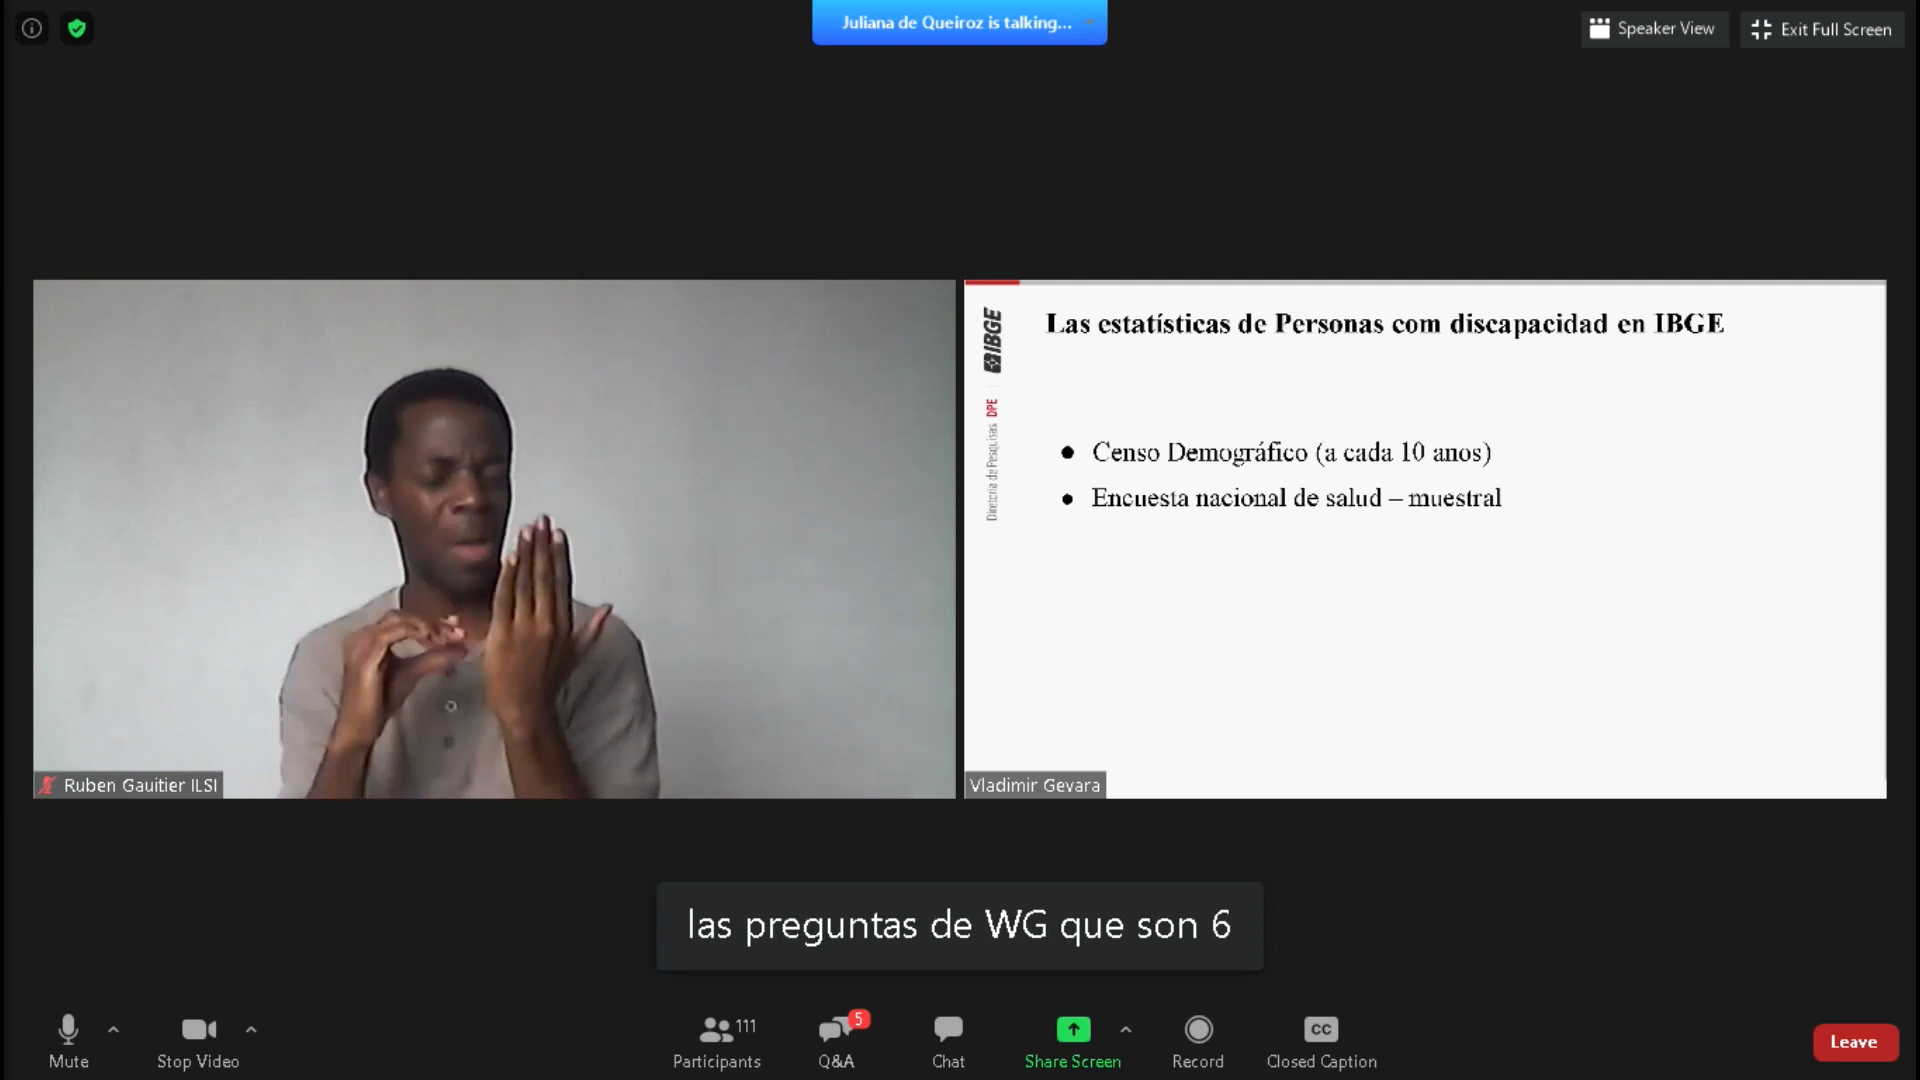 Juliana de Queiroz is talking...
Speaker View
Exit Full Screen
IBGE
Diretoria de Pesquisas DPE
Las estatísticas de Personas com discapacidad en IBGE
● Censo Demográfico (a cada 10 anos)
● Encuesta nacional de salud – muestral
Ruben Gauitier ILSI
Vladimir Gevara
las preguntas de WG que son 6
111
5
CC
Mute
Stop Video
Participants
Q&A
Chat
Share Screen
Record
Closed Caption
Leave